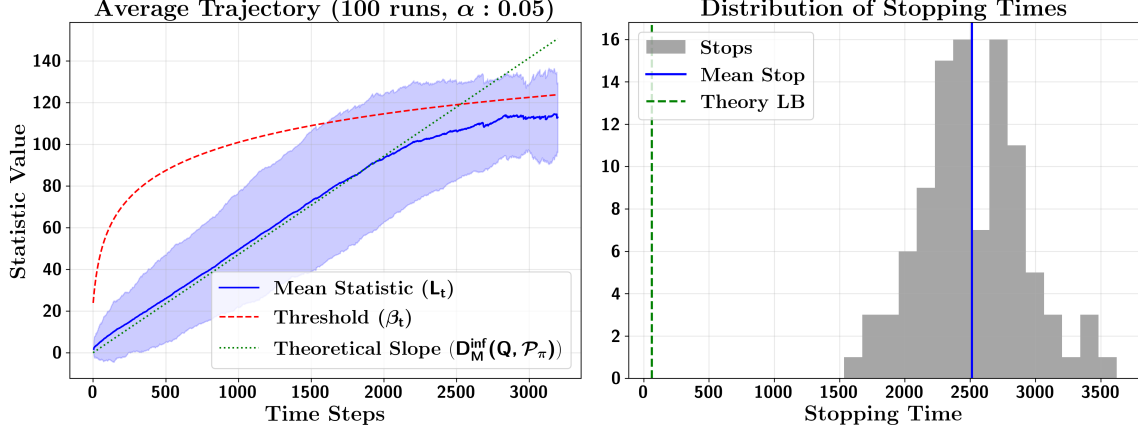 Average Trajectory (100 runs, α : 0.05)
Statistic Value
140
120
100
80
60
40
20
0
Mean Statistic (L_t)
Threshold (β_t)
Theoretical Slope (D_M^inf(Q, 𝒫_π))
0 500 1000 1500 2000 2500 3000
Time Steps
Distribution of Stopping Times
16
14
12
10
8
6
4
2
0
Stops
Mean Stop
Theory LB
0 500 1000 1500 2000 2500 3000 3500
Stopping Time